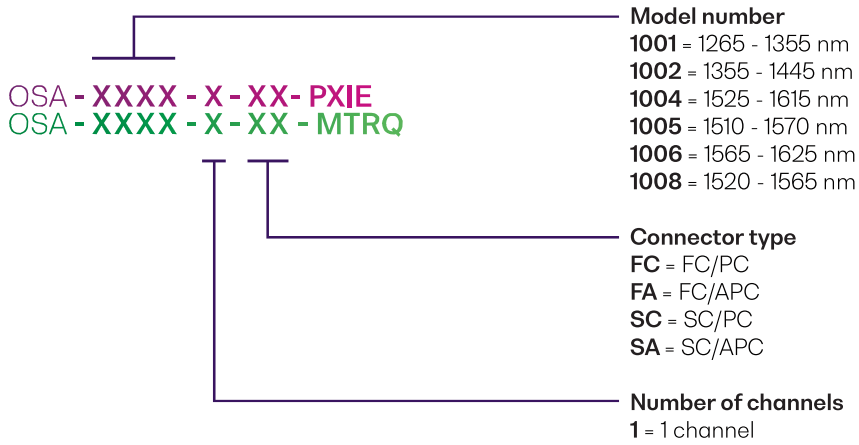 Model number
1001 = 1265 - 1355 nm
1002 = 1355 - 1445 nm
1004 = 1525 - 1615 nm
1005 = 1510 - 1570 nm
1006 = 1565 - 1625 nm
1008 = 1520 - 1565 nm
OSA - XXXX - X - XX- PXIE
OSA - XXXX - X - XX - MTRQ
Connector type
FC = FC/PC
FA = FC/APC
SC = SC/PC
SA = SC/APC
Number of channels
1 = 1 channel